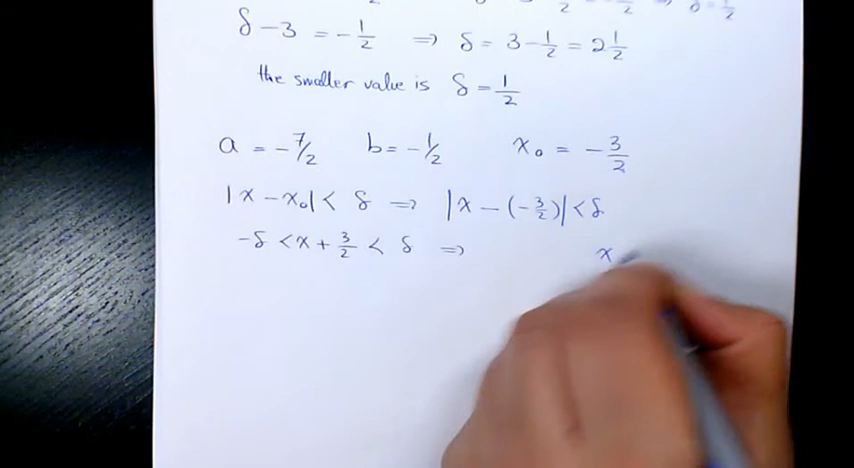 δ - 3 = - 1/2 ⇒ δ = 3 - 1/2 = 2 1/2
the smaller value is δ = 1/2
a = - 7/2 b = - 1/2 x₀ = - 3/2
|x - x₀| < δ ⇒ |x - (- 3/2)| < δ
-δ < x + 3/2 < δ ⇒ x